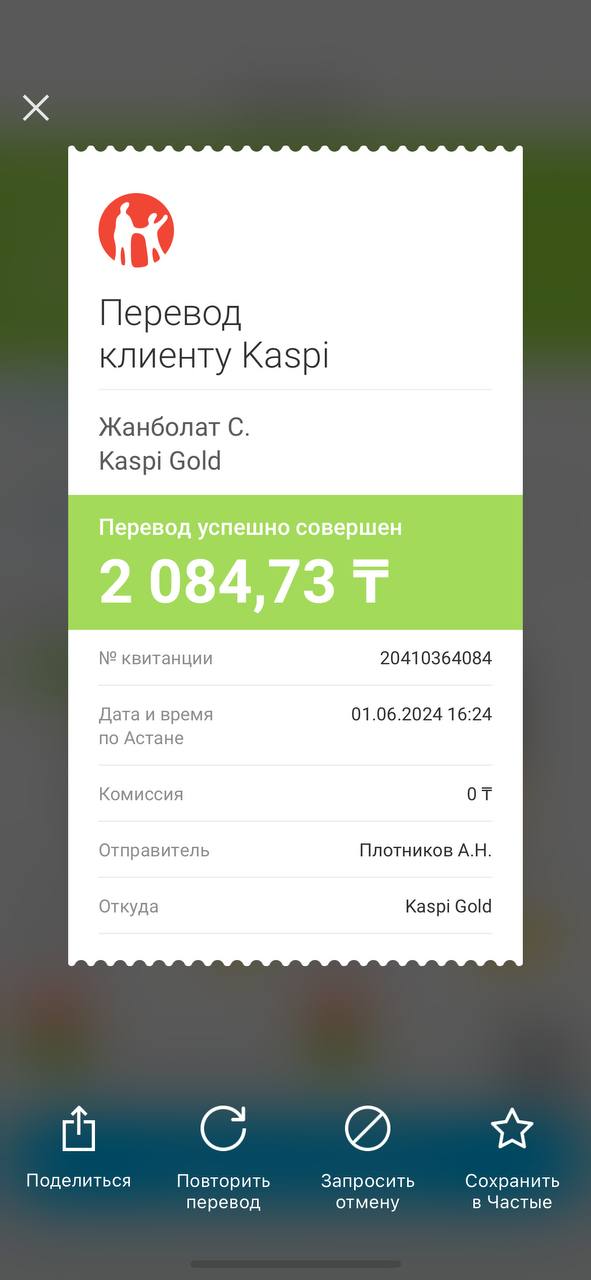 Перевод
клиенту Kaspi
Жанболат С.
Kaspi Gold
Перевод успешно совершен
2 084,73 ₸
№ квитанции 20410364084
Дата и время 01.06.2024 16:24
по Астане
Комиссия 0 ₸
Отправитель Плотников А.Н.
Откуда Kaspi Gold
Поделиться Повторить Запросить Сохранить
перевод отмену в Частые